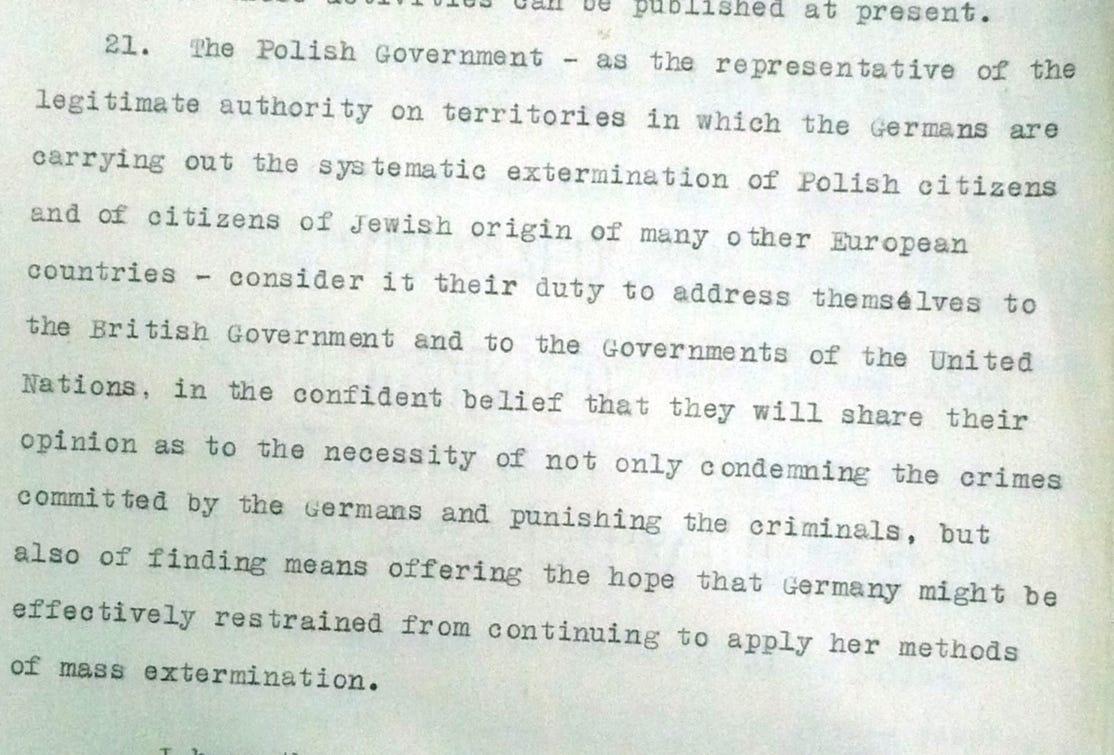 activities can be published at present.
21. The Polish Government - as the representative of the
legitimate authority on territories in which the Germans are
carrying out the systematic extermination of Polish citizens
and of citizens of Jewish origin of many other European
countries - consider it their duty to address themselves to
the British Government and to the Governments of the United
Nations, in the confident belief that they will share their
opinion as to the necessity of not only condemning the crimes
committed by the Germans and punishing the criminals, but
also of finding means offering the hope that Germany might be
effectively restrained from continuing to apply her methods
of mass extermination.